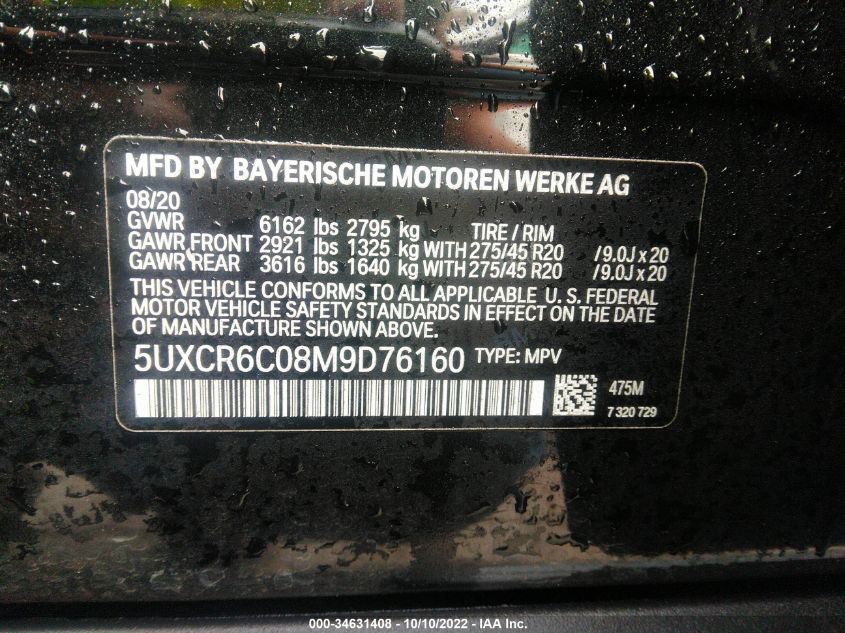 MFD BY BAYERISCHE MOTOREN WERKE AG
08/20
GVWR 6162 lbs 2795 kg TIRE / RIM
GAWR FRONT 2921 lbs 1325 kg WITH 275/45 R20 /9.0J x 20
GAWR REAR 3616 lbs 1640 kg WITH 275/45 R20 /9.0J x 20
THIS VEHICLE CONFORMS TO ALL APPLICABLE U. S. FEDERAL
MOTOR VEHICLE SAFETY STANDARDS IN EFFECT ON THE DATE
OF MANUFACTURE SHOWN ABOVE.
5UXCR6C08M9D76160 TYPE: MPV
475M
7 320 729
000-34631408 - 10/10/2022 - IAA Inc.